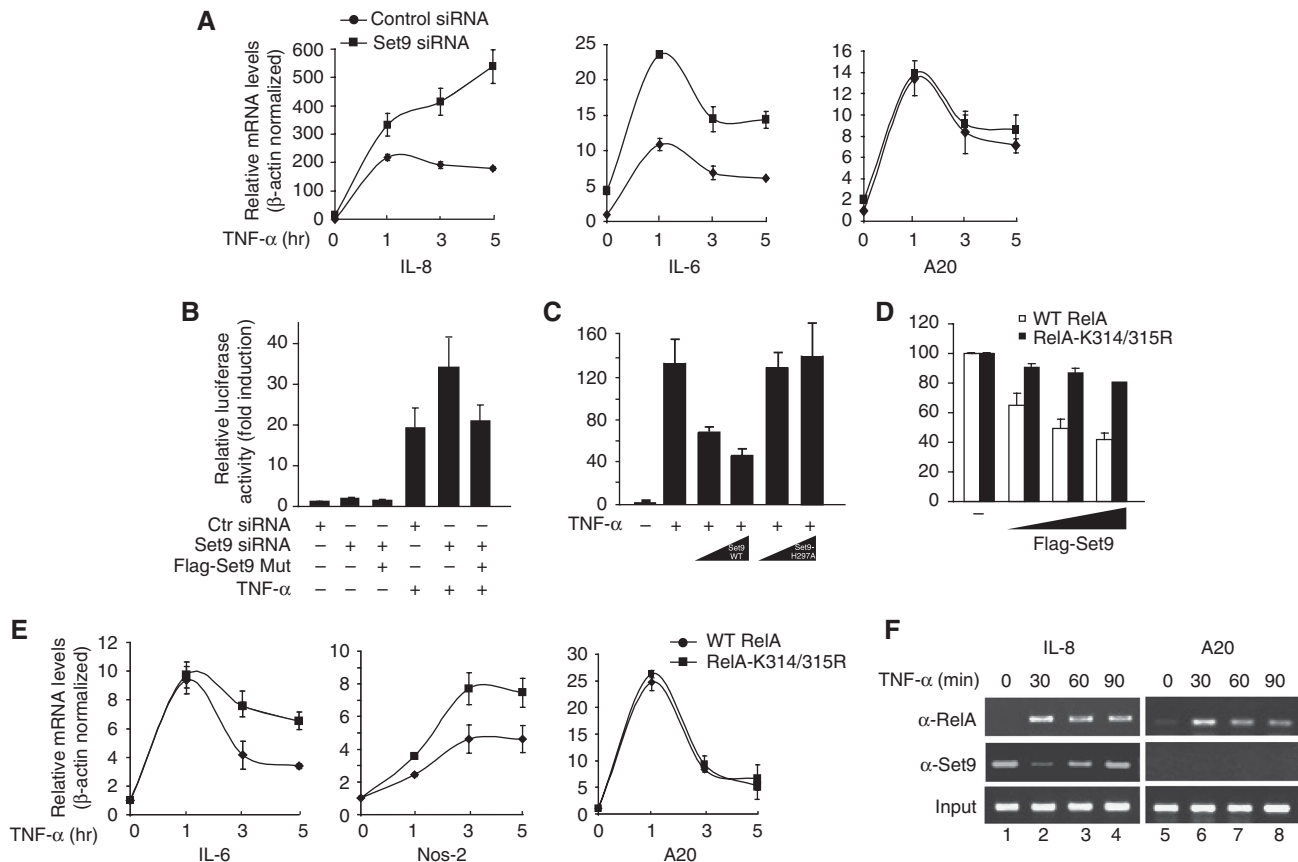 A
Control siRNA
Set9 siRNA
Relative mRNA levels
(β-actin normalized)
600
500
400
300
200
100
0
25
20
15
10
5
0
16
14
12
10
8
6
4
2
0
TNF-α (hr)
0 1 3 5
0 1 3 5
0 1 3 5
IL-8
IL-6
A20
B
Relative luciferase
activity (fold induction)
40
30
20
10
0
Ctr siRNA + − − + − −
Set9 siRNA − + + − + +
Flag-Set9 Mut − − + − − +
TNF-α − − − + + +
C
160
120
80
40
0
TNF-α − + + + + +
Set9
WT
Set9-
H297A
D
WT RelA
RelA-K314/315R
120
100
80
60
40
20
0
−
Flag-Set9
E
Relative mRNA levels
(β-actin normalized)
12
10
8
6
4
2
0
10
8
6
4
2
0
WT RelA
RelA-K314/315R
30
25
20
15
10
5
0
TNF-α (hr)
0 1 3 5
0 1 3 5
0 1 3 5
IL-6
Nos-2
A20
F
IL-8 A20
TNF-α (min) 0 30 60 90 0 30 60 90
α-RelA
α-Set9
Input
1 2 3 4 5 6 7 8